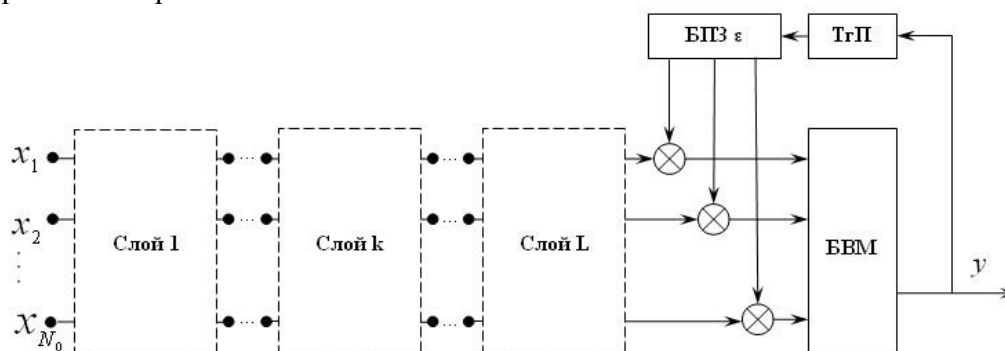 БПЗ ε
ТгП
x1
x2
xN0
Слой 1
Слой k
Слой L
БВМ
y